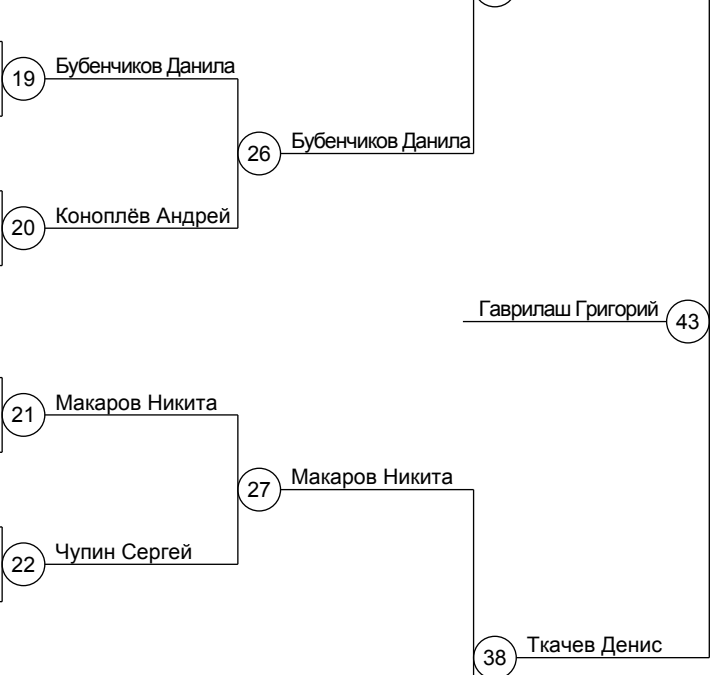 19
Бубенчиков Данила
26
Бубенчиков Данила
20
Коноплёв Андрей
Гаврилаш Григорий
43
21
Макаров Никита
27
Макаров Никита
22
Чупин Сергей
38
Ткачев Денис